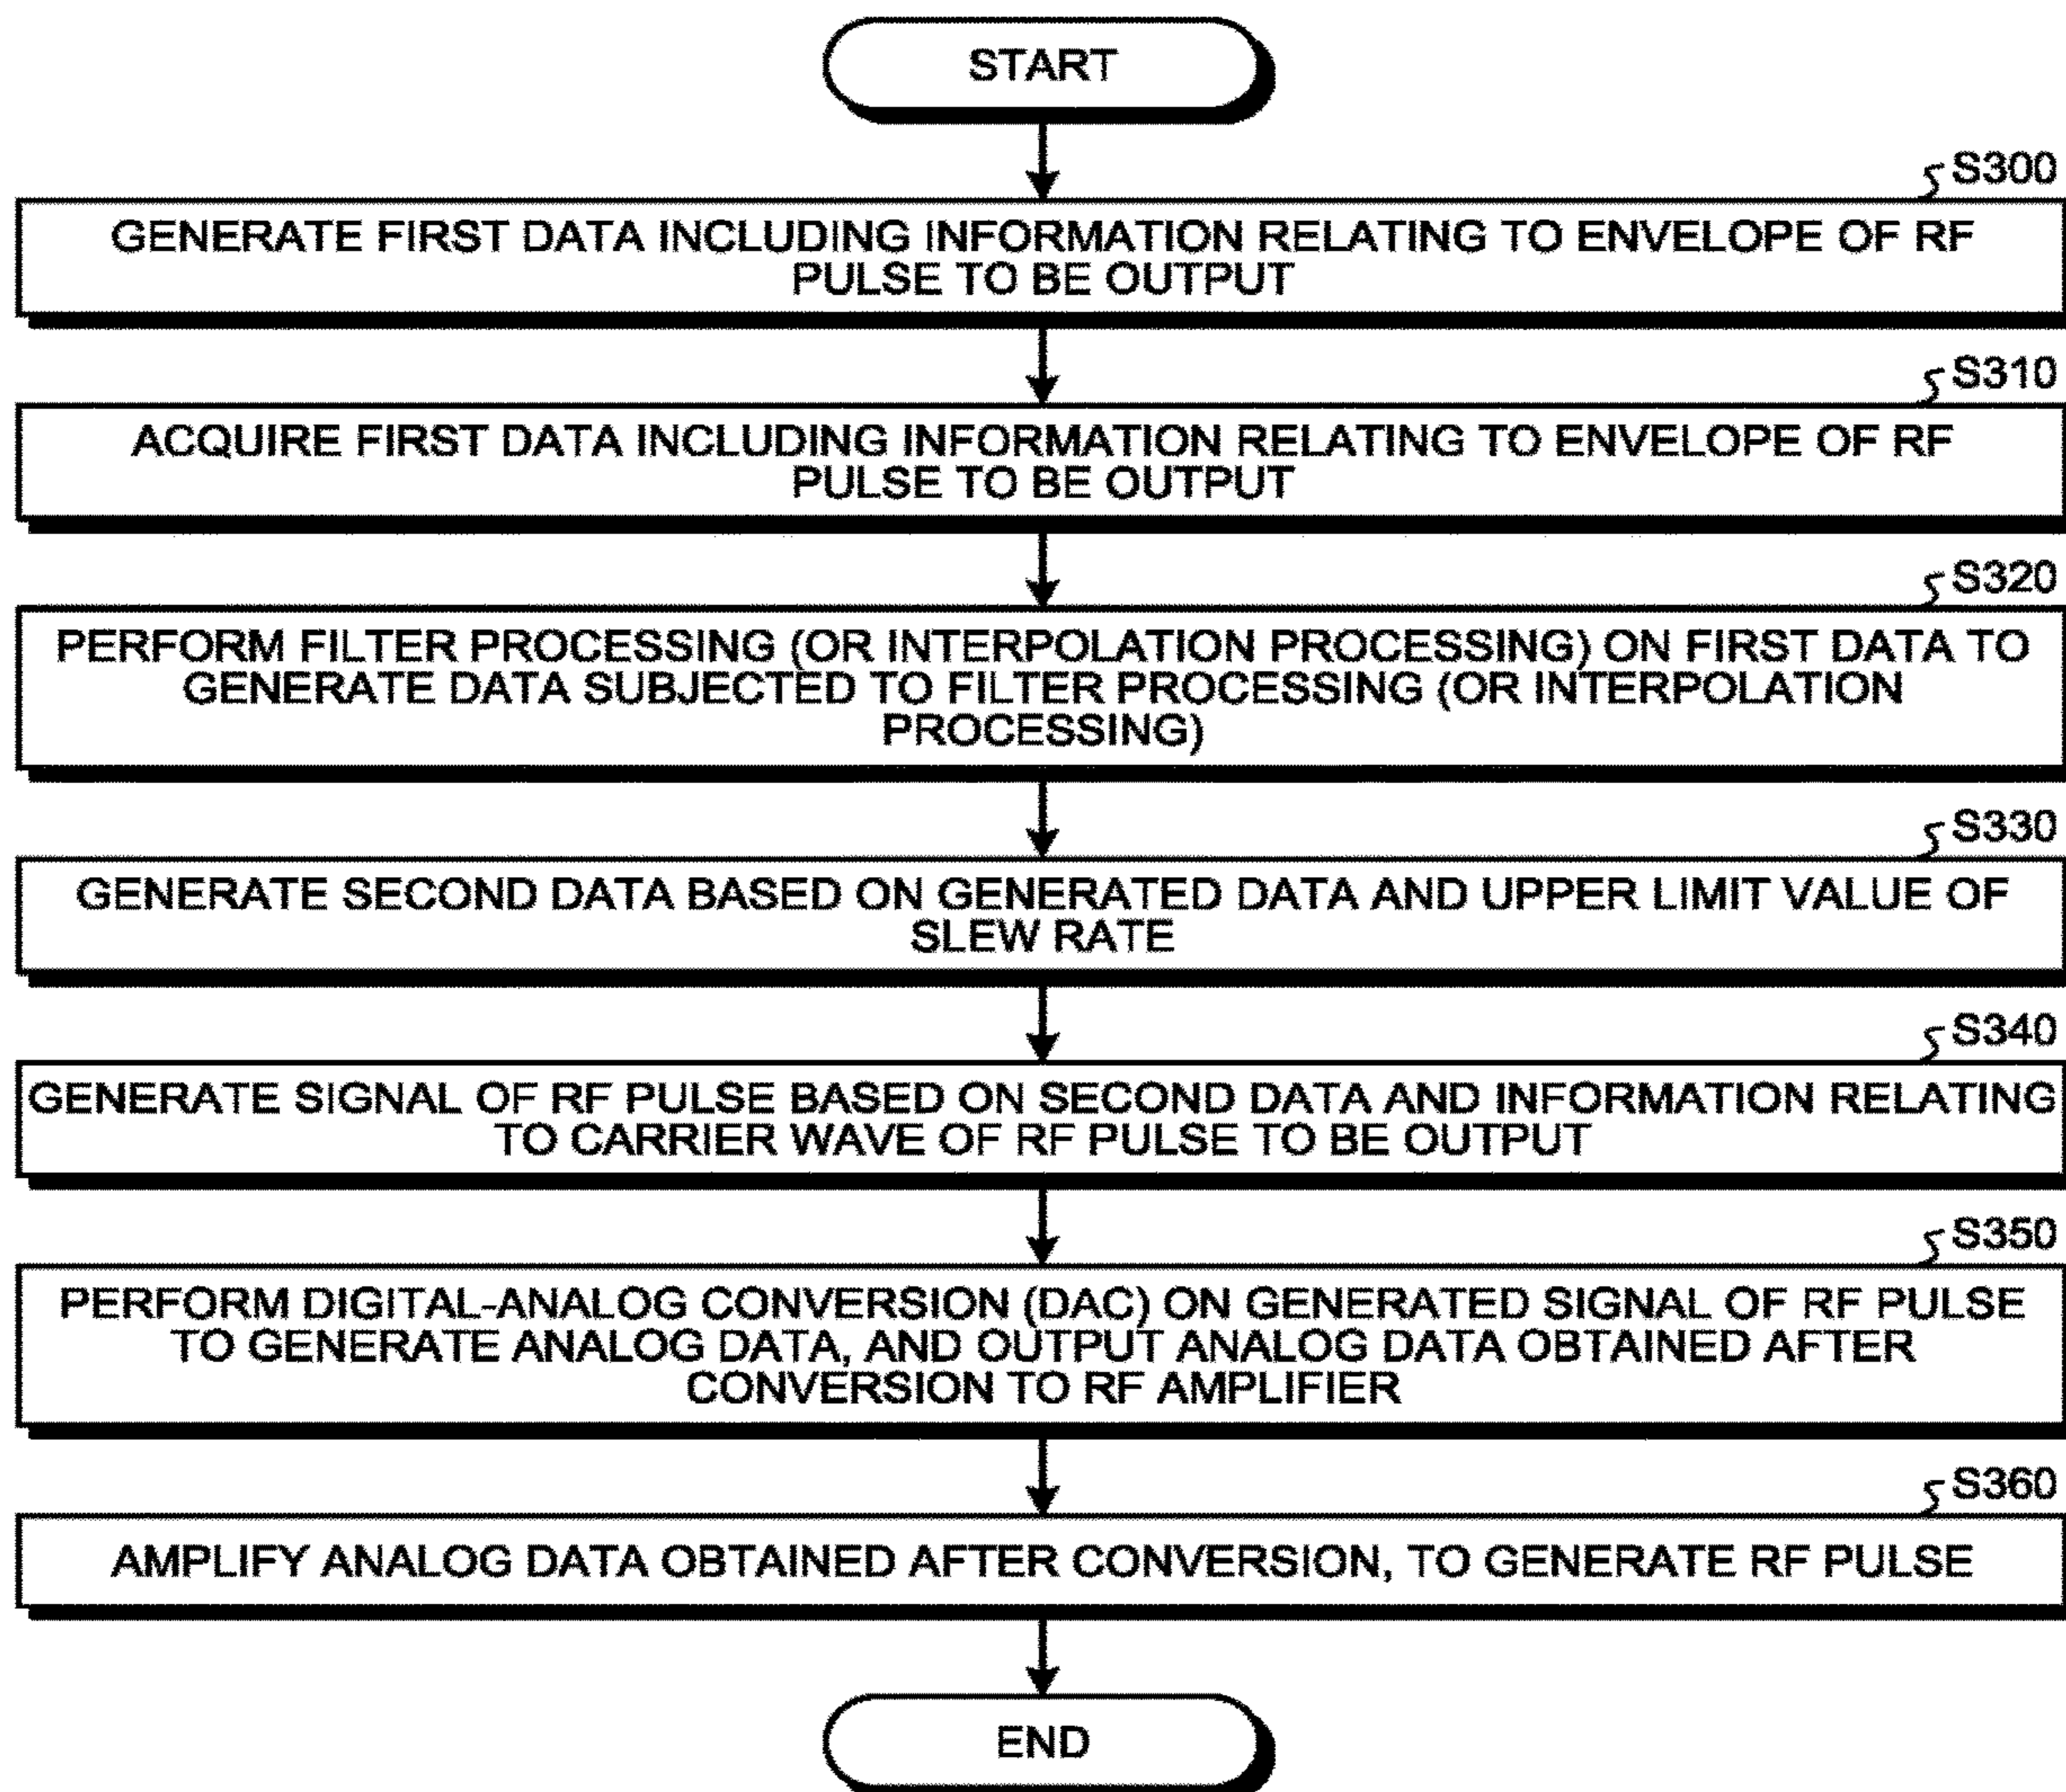 START
S300
GENERATE FIRST DATA INCLUDING INFORMATION RELATING TO ENVELOPE OF RF
PULSE TO BE OUTPUT
S310
ACQUIRE FIRST DATA INCLUDING INFORMATION RELATING TO ENVELOPE OF RF
PULSE TO BE OUTPUT
S320
PERFORM FILTER PROCESSING (OR INTERPOLATION PROCESSING) ON FIRST DATA TO
GENERATE DATA SUBJECTED TO FILTER PROCESSING (OR INTERPOLATION
PROCESSING)
S330
GENERATE SECOND DATA BASED ON GENERATED DATA AND UPPER LIMIT VALUE OF
SLEW RATE
S340
GENERATE SIGNAL OF RF PULSE BASED ON SECOND DATA AND INFORMATION RELATING
TO CARRIER WAVE OF RF PULSE TO BE OUTPUT
S350
PERFORM DIGITAL-ANALOG CONVERSION (DAC) ON GENERATED SIGNAL OF RF PULSE
TO GENERATE ANALOG DATA, AND OUTPUT ANALOG DATA OBTAINED AFTER
CONVERSION TO RF AMPLIFIER
S360
AMPLIFY ANALOG DATA OBTAINED AFTER CONVERSION, TO GENERATE RF PULSE
END